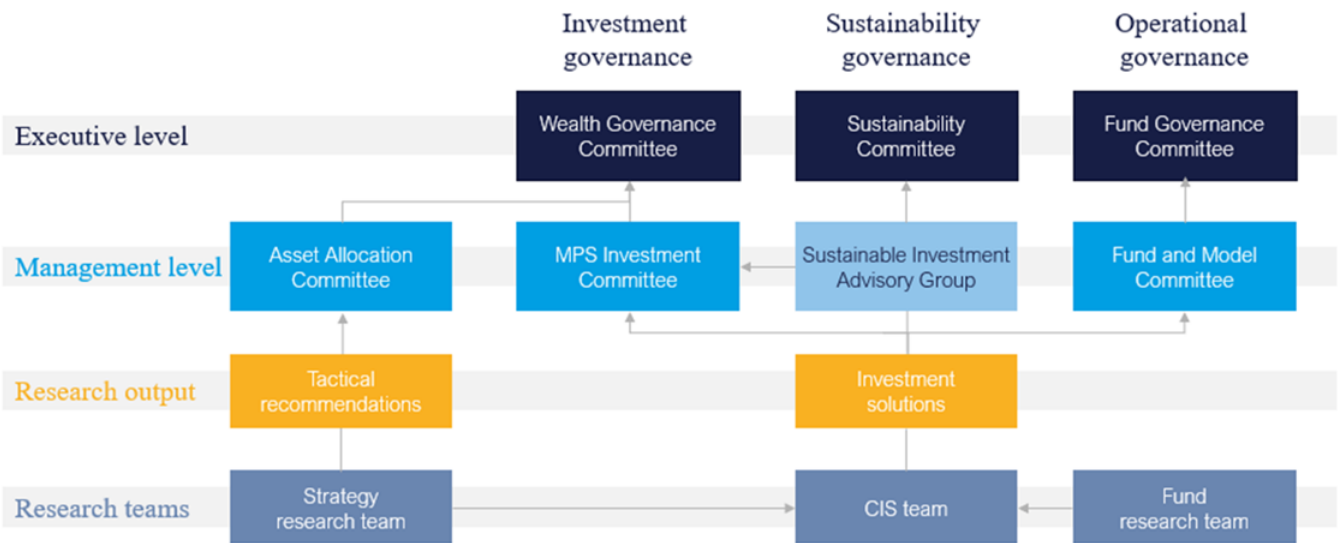 Investment
governance
Sustainability
governance
Operational
governance
Executive level
Wealth Governance
Committee
Sustainability
Committee
Fund Governance
Committee
Management level
Asset Allocation
Committee
MPS Investment
Committee
Sustainable Investment
Advisory Group
Fund and Model
Committee
Research output
Tactical
recommendations
Investment
solutions
Research teams
Strategy
research team
CIS team
Fund
research team